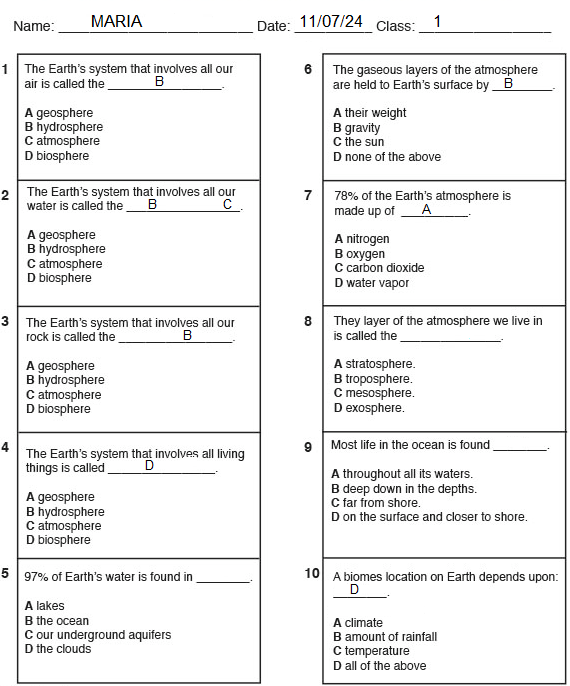 Name: MARIA Date: 11/07/24 Class: 1
1 The Earth's system that involves all our
air is called the B.
A geosphere
B hydrosphere
C atmosphere
D biosphere
2 The Earth's system that involves all our
water is called the B C.
A geosphere
B hydrosphere
C atmosphere
D biosphere
3 The Earth's system that involves all our
rock is called the B.
A geosphere
B hydrosphere
C atmosphere
D biosphere
4 The Earth's system that involves all living
things is called D.
A geosphere
B hydrosphere
C atmosphere
D biosphere
5 97% of Earth's water is found in ________.
A lakes
B the ocean
C our underground aquifers
D the clouds
6 The gaseous layers of the atmosphere
are held to Earth's surface by B.
A their weight
B gravity
C the sun
D none of the above
7 78% of the Earth's atmosphere is
made up of A.
A nitrogen
B oxygen
C carbon dioxide
D water vapor
8 They layer of the atmosphere we live in
is called the _______________.
A stratosphere.
B troposphere.
C mesosphere.
D exosphere.
9 Most life in the ocean is found ________.
A throughout all its waters.
B deep down in the depths.
C far from shore.
D on the surface and closer to shore.
10 A biomes location on Earth depends upon:
D.
A climate
B amount of rainfall
C temperature
D all of the above